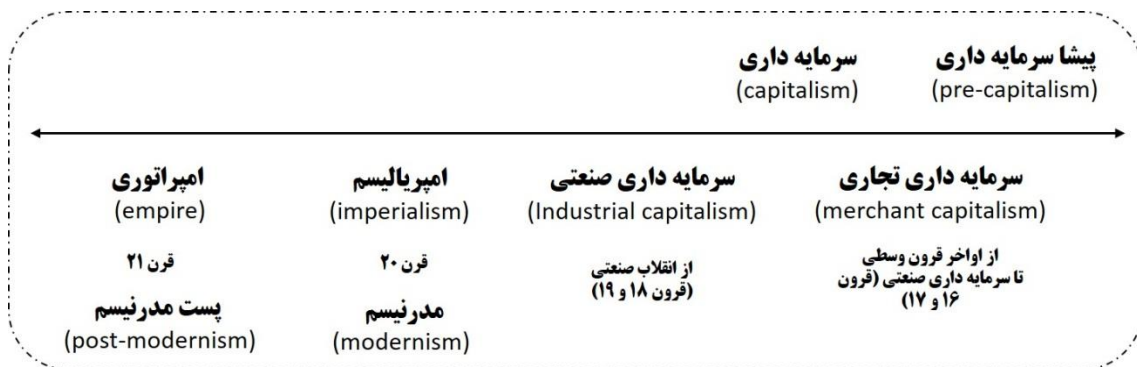 پیشا سرمایه داری
(pre-capitalism)
سرمایه داری
(capitalism)
سرمایه داری تجاری
(merchant capitalism)
از اواخر قرون وسطی
تا سرمایه داری صنعتی (قرون
۱۶ و ۱۷)
سرمایه داری صنعتی
(Industrial capitalism)
از انقلاب صنعتی
(قرون ۱۸ و ۱۹)
امپریالیسم
(imperialism)
قرن ۲۰
مدرنیسم
(modernism)
امپراتوری
(empire)
قرن ۲۱
پست مدرنیسم
(post-modernism)